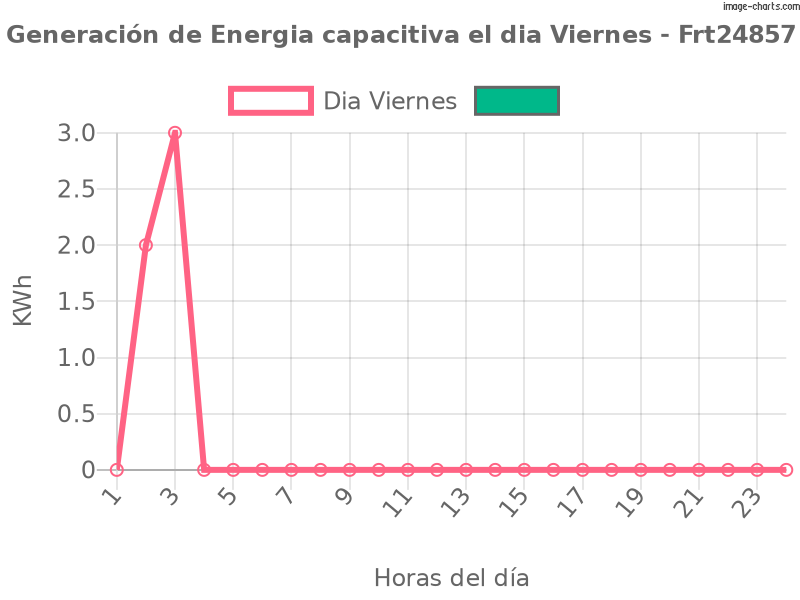 image-charts.com
Generación de Energia capacitiva el dia Viernes - Frt24857
Dia Viernes
3.0
2.5
2.0
1.5
1.0
0.5
0
KWh
1 3 5 7 9 11 13 15 17 19 21 23
Horas del día